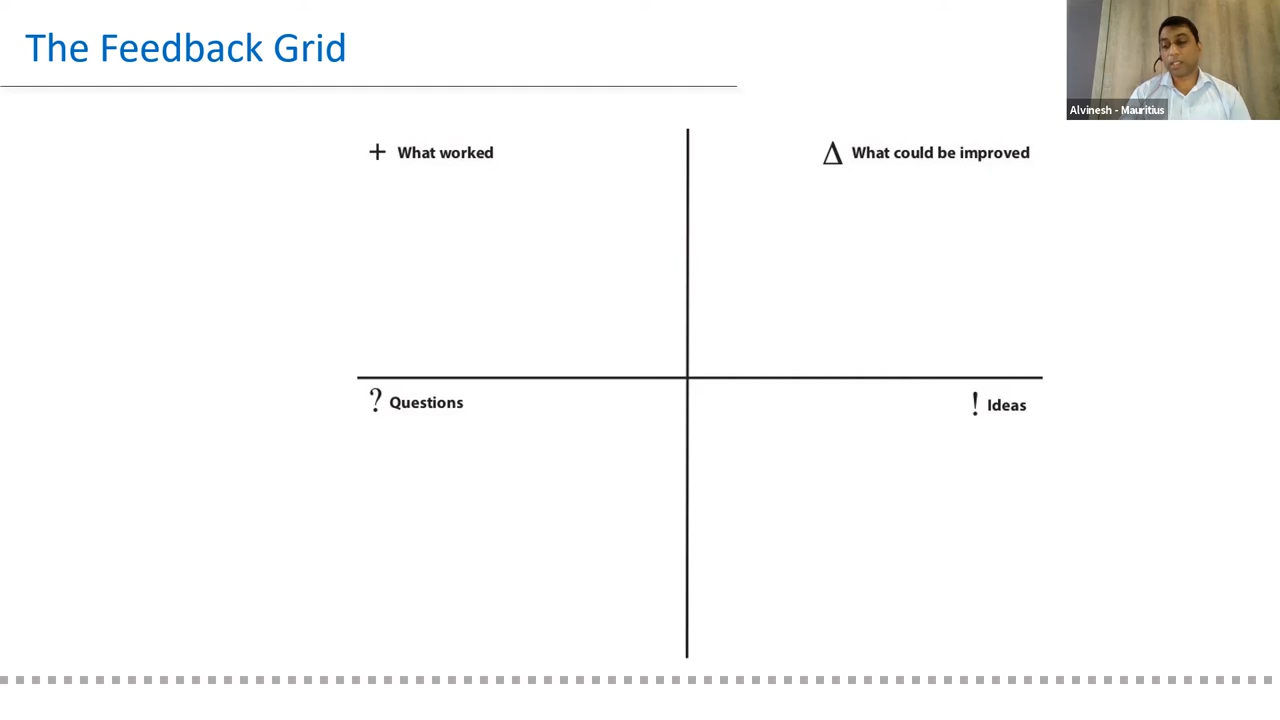 The Feedback Grid
Alvinesh - Mauritius
+ What worked
Δ What could be improved
? Questions
! Ideas